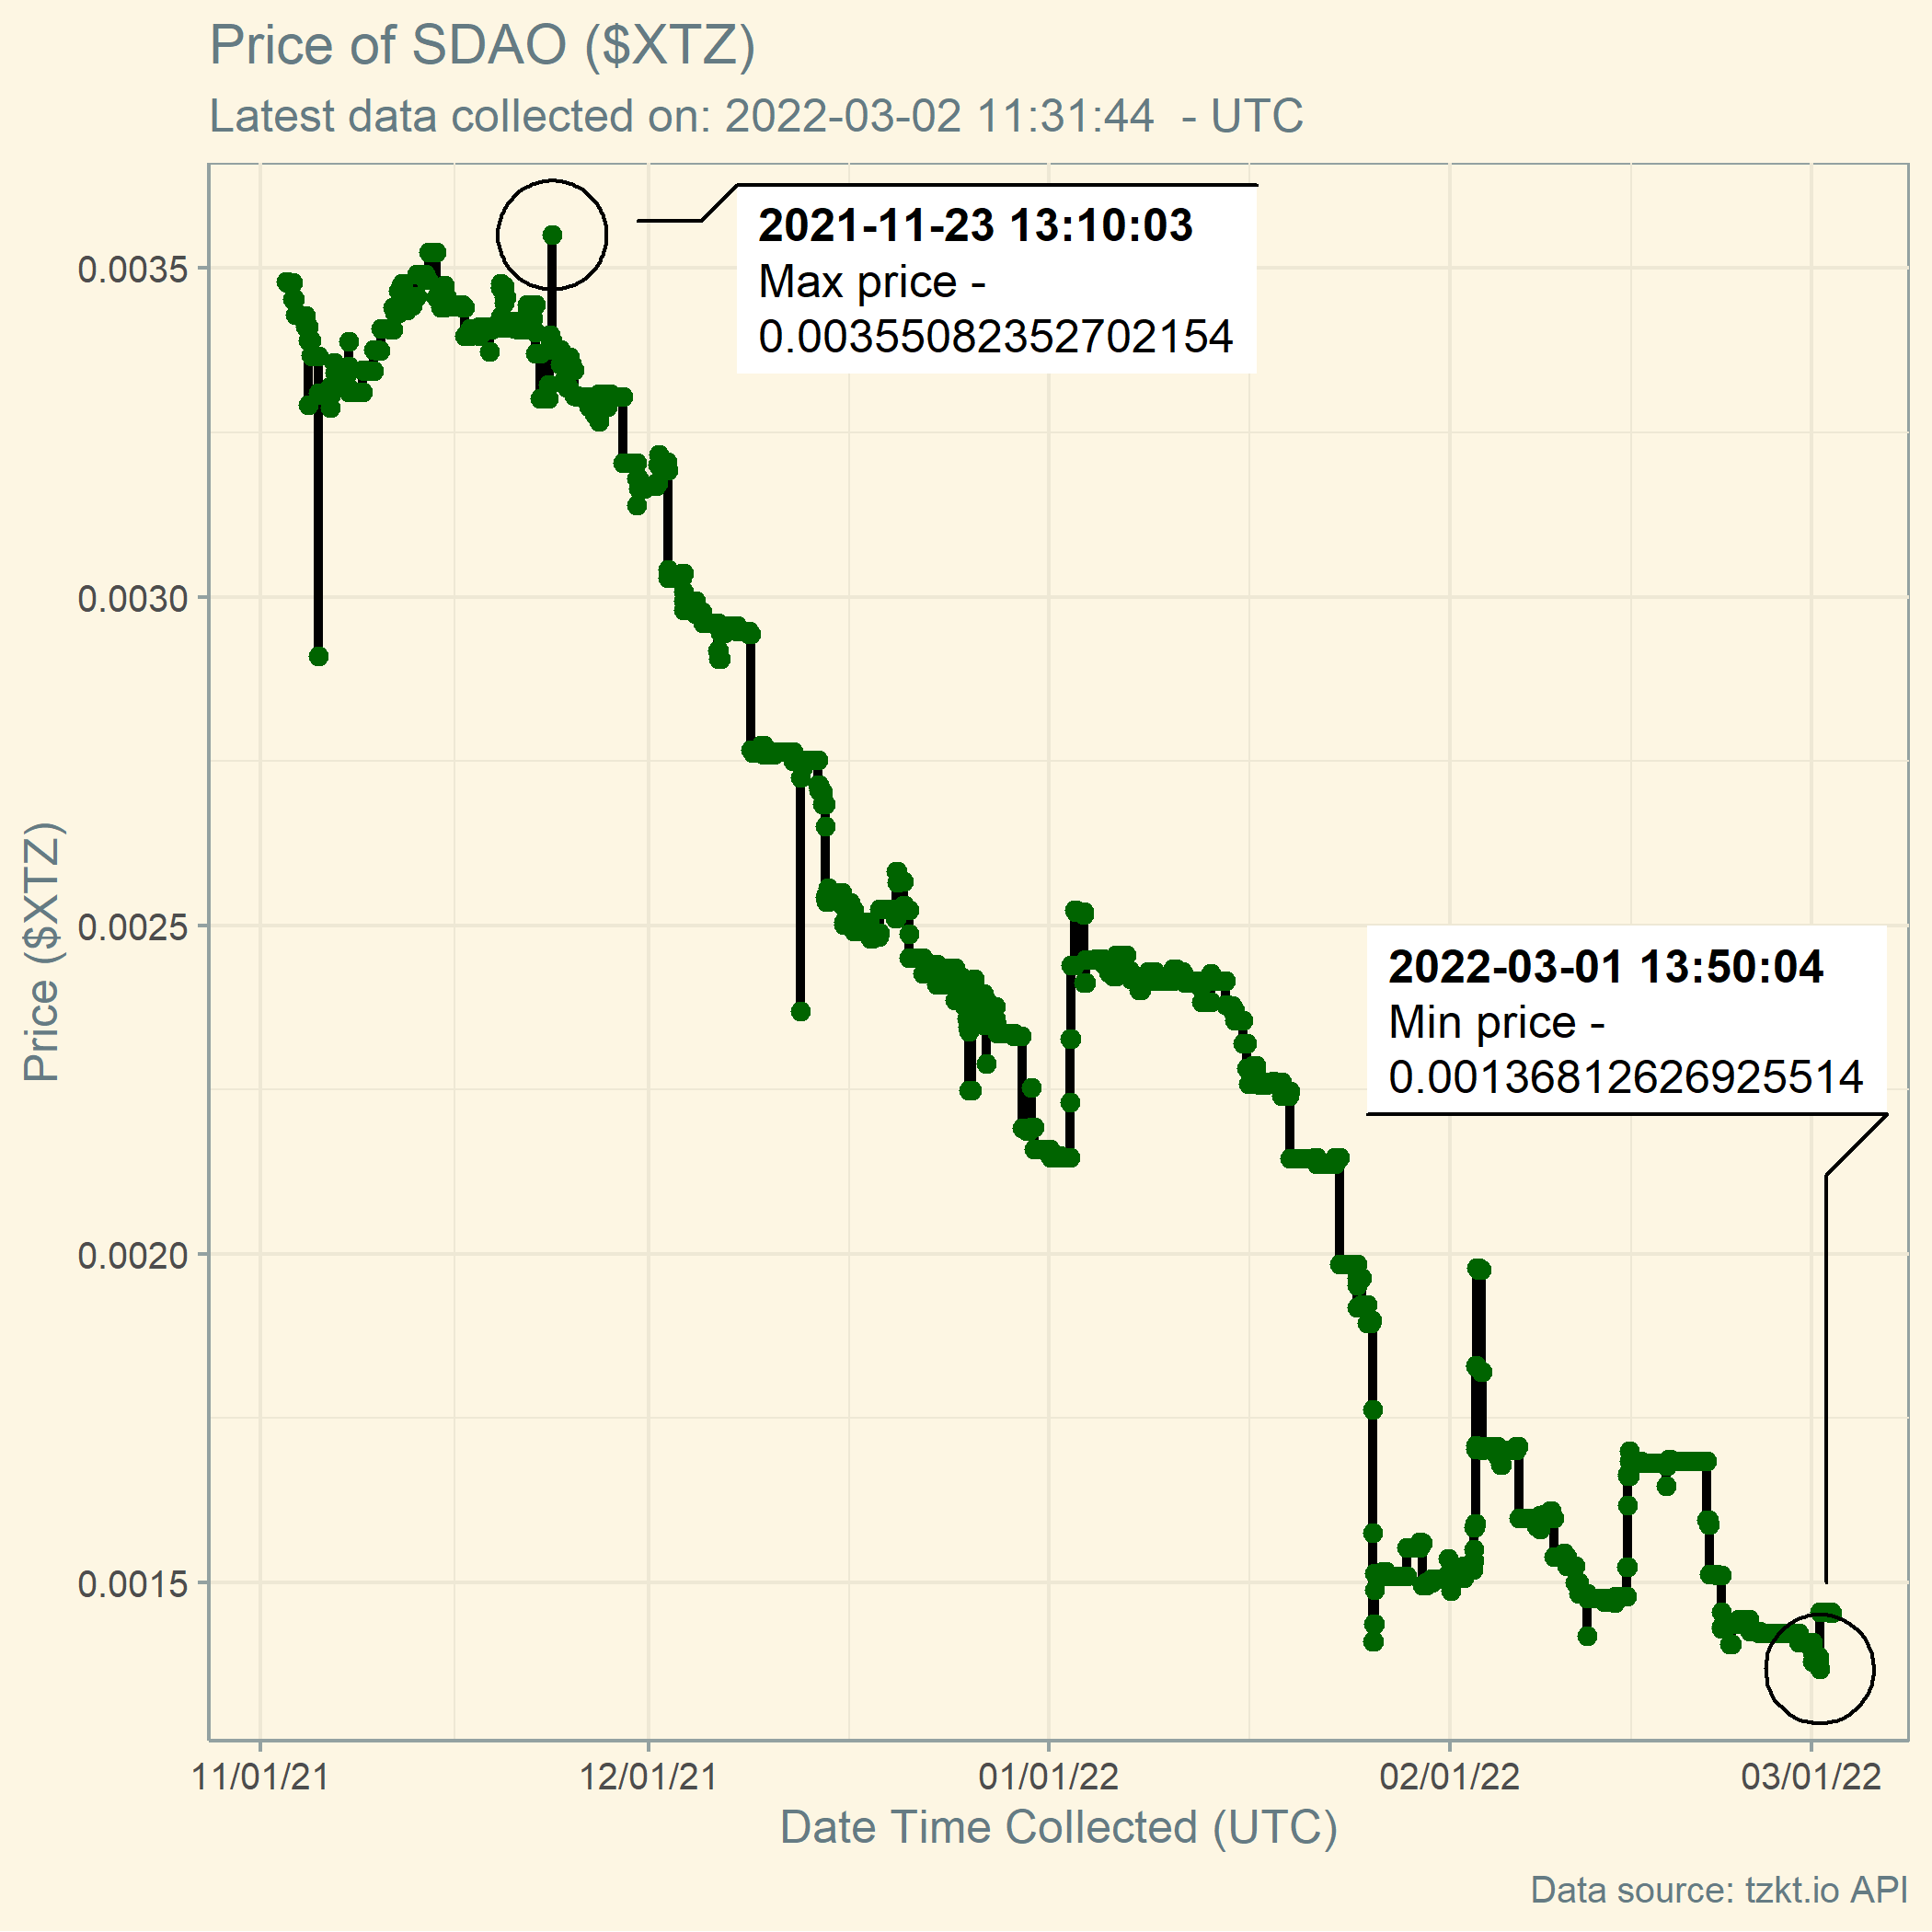 Price of SDAO ($XTZ)
Latest data collected on: 2022-03-02 11:31:44  - UTC
2021-11-23 13:10:03
Max price -
0.00355082352702154
0.0035
0.0030
0.0025
0.0020
0.0015
Price ($XTZ)
2022-03-01 13:50:04
Min price -
0.00136812626925514
11/01/21
12/01/21
01/01/22
02/01/22
03/01/22
Date Time Collected (UTC)
Data source: tzkt.io API